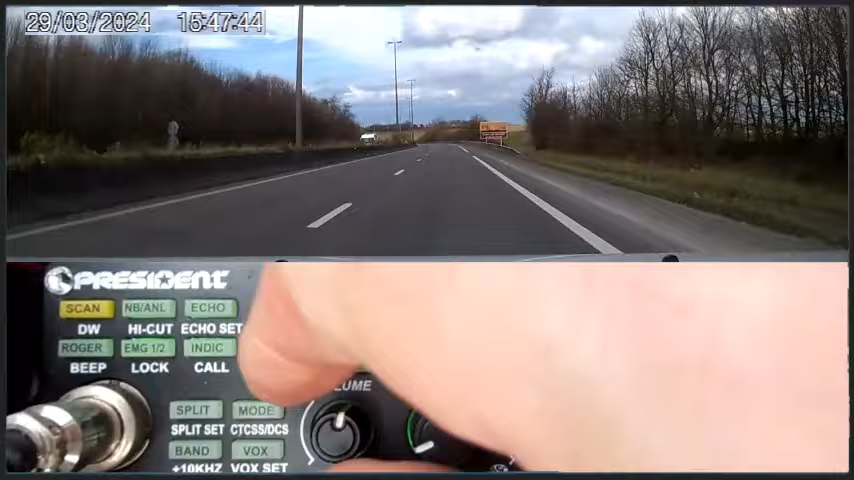 29/03/2024 15:47:44
PRESIDENT
SCAN NB/ANL ECHO
DW HI-CUT ECHO SET
ROGER EMG 1/2 INDIC
BEEP LOCK CALL
UME
SPLIT MODE
SPLIT SET CTCSS/DCS
BAND VOX
+10KHZ VOX SET